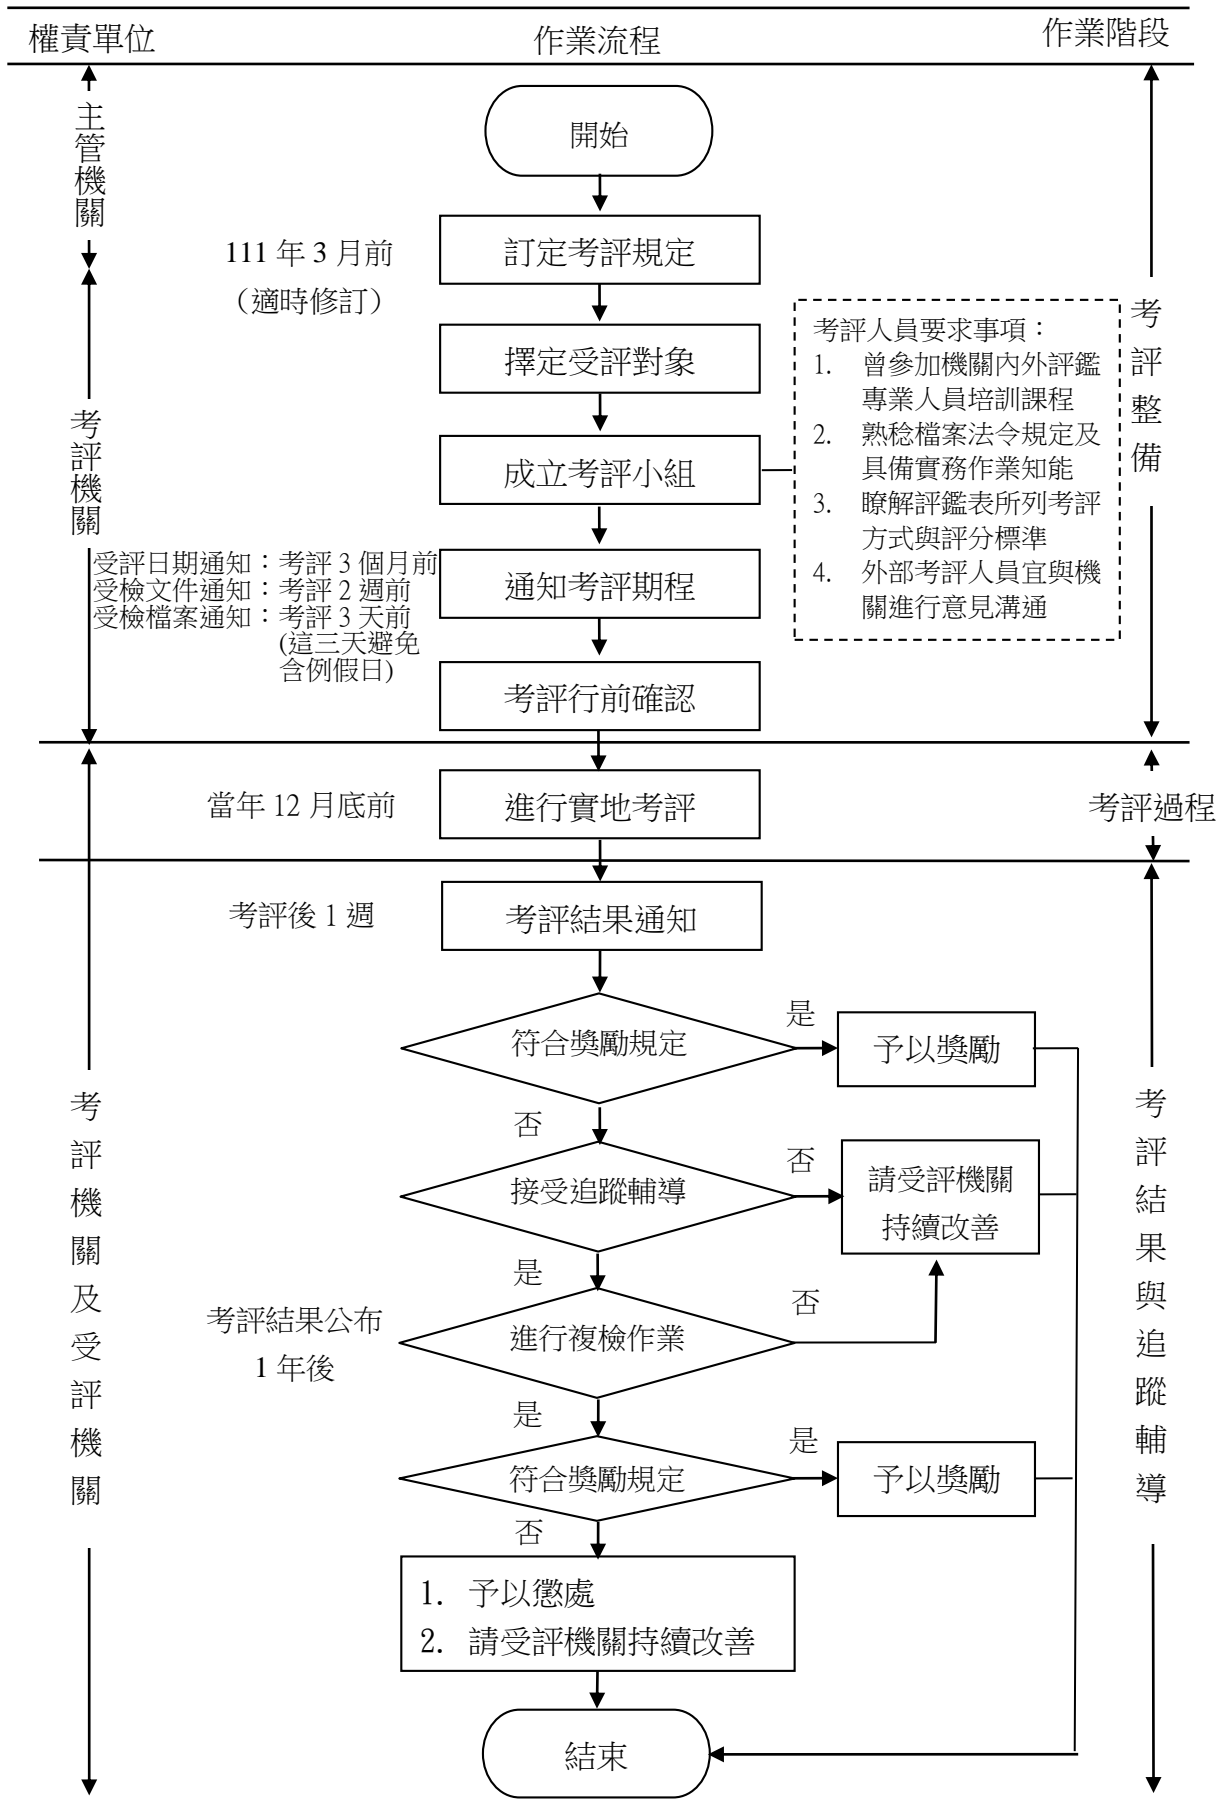 權責單位
作業流程
作業階段
主管機關
開始
111 年 3 月前
（適時修訂）
訂定考評規定
擇定受評對象
考評整備
考評人員要求事項：
1. 曾參加機關內外評鑑
專業人員培訓課程
2. 熟稔檔案法令規定及
具備實務作業知能
3. 瞭解評鑑表所列考評
方式與評分標準
4. 外部考評人員宜與機
關進行意見溝通
考評機關
成立考評小組
受評日期通知：考評 3 個月前
受檢文件通知：考評 2 週前
受檢檔案通知：考評 3 天前
(這三天避免
含例假日)
通知考評期程
考評行前確認
當年 12 月底前
進行實地考評
考評過程
考評後 1 週
考評結果通知
符合獎勵規定
是
予以獎勵
否
考評機關及受評機關
考評結果與追蹤輔導
接受追蹤輔導
否
請受評機關
持續改善
是
考評結果公布
1 年後
進行複檢作業
否
是
符合獎勵規定
是
予以獎勵
否
1. 予以懲處
2. 請受評機關持續改善
結束